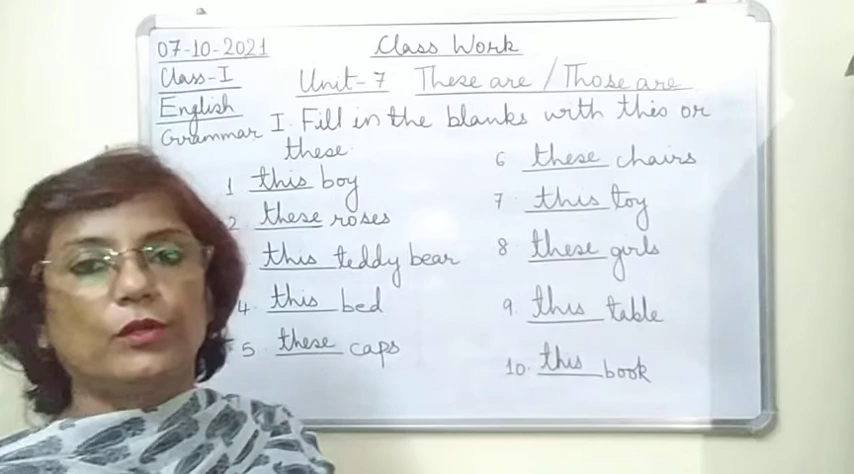 07-10-2021 Class Work
Class-I
Unit-7 These are / Those are
English
Grammar I. Fill in the blanks with this or
these.
1 this boy
2. these roses
this teddy bear
4. this bed
5. these caps
6 these chairs
7. this toy
8 these girls
9. this table
10. this book